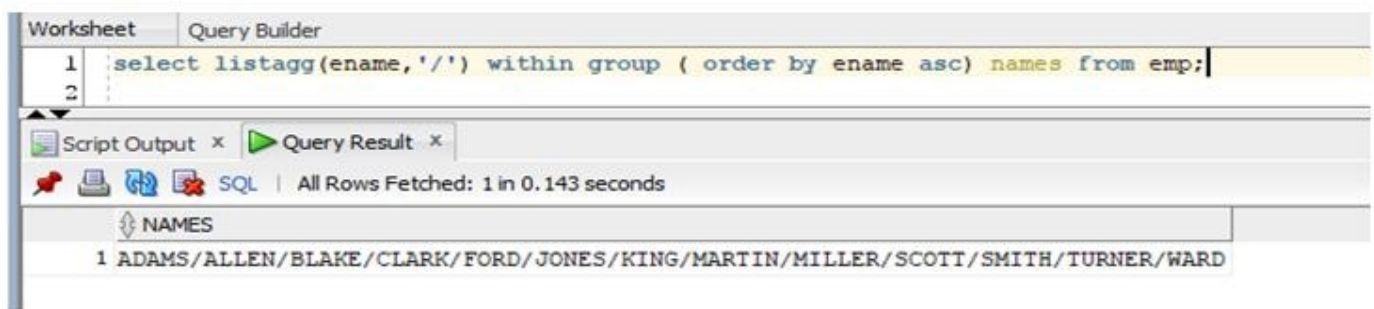 Worksheet Query Builder
1 select listagg(ename,'/') within group ( order by ename asc) names from emp;
2
Script Output x Query Result x
SQL | All Rows Fetched: 1 in 0.143 seconds
NAMES
1 ADAMS/ALLEN/BLAKE/CLARK/FORD/JONES/KING/MARTIN/MILLER/SCOTT/SMITH/TURNER/WARD